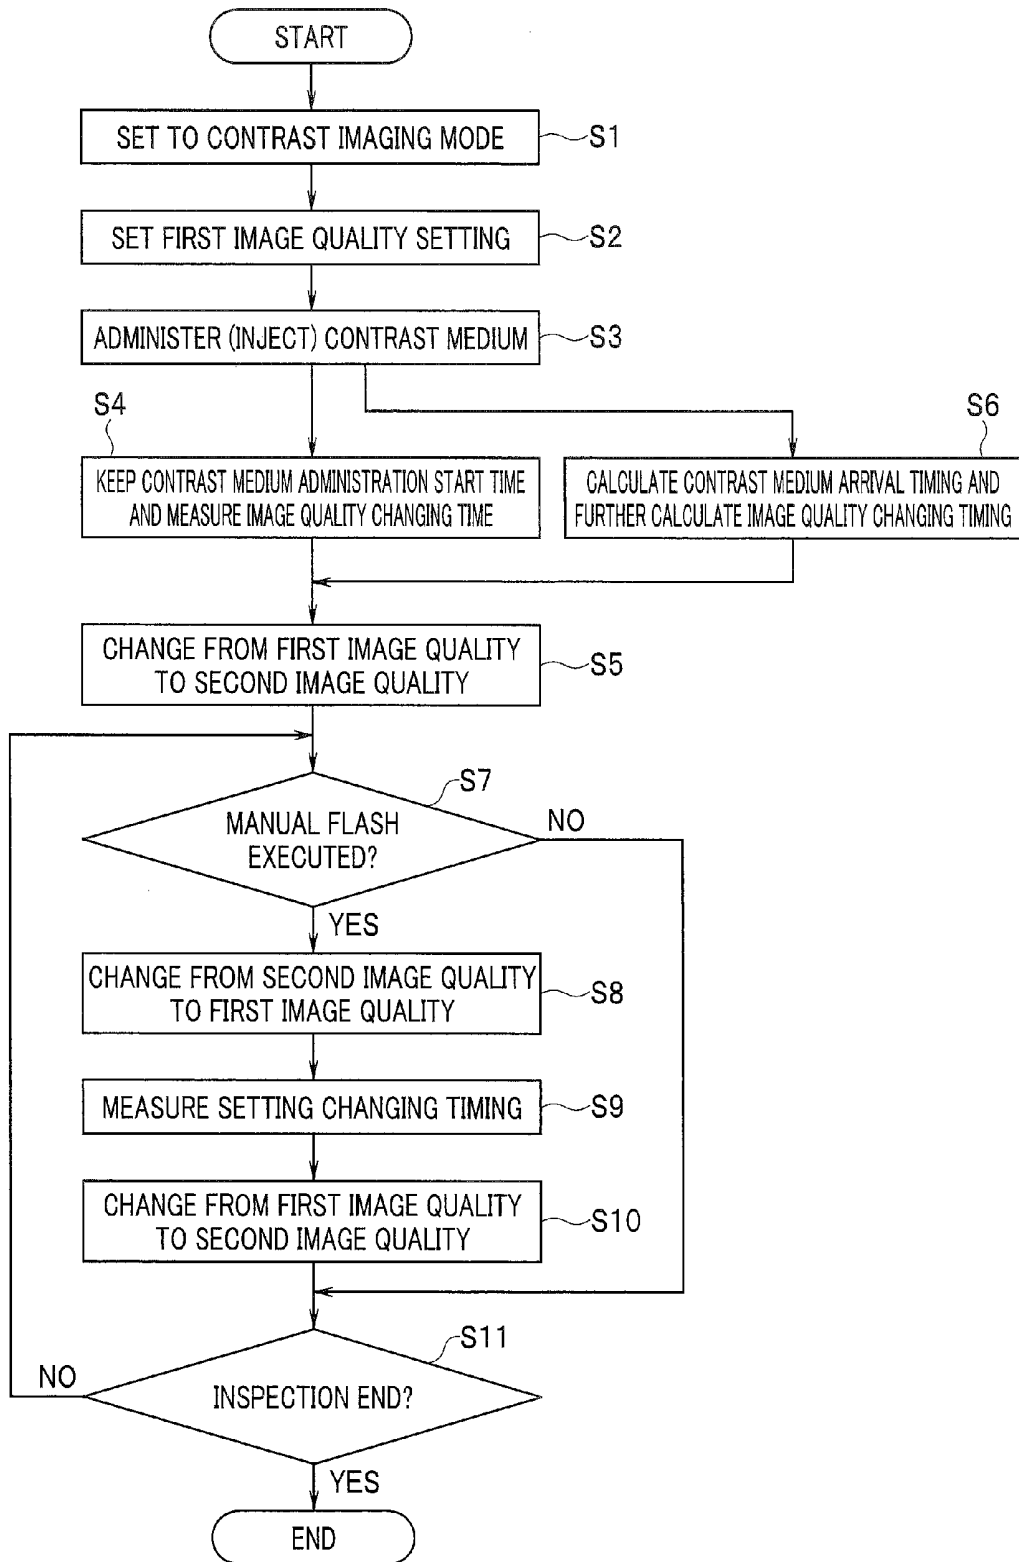 START
SET TO CONTRAST IMAGING MODE
S1
SET FIRST IMAGE QUALITY SETTING
S2
ADMINISTER (INJECT) CONTRAST MEDIUM
S3
S4
KEEP CONTRAST MEDIUM ADMINISTRATION START TIME
AND MEASURE IMAGE QUALITY CHANGING TIME
S6
CALCULATE CONTRAST MEDIUM ARRIVAL TIMING AND
FURTHER CALCULATE IMAGE QUALITY CHANGING TIMING
CHANGE FROM FIRST IMAGE QUALITY
TO SECOND IMAGE QUALITY
S5
S7
MANUAL FLASH
EXECUTED?
NO
YES
CHANGE FROM SECOND IMAGE QUALITY
TO FIRST IMAGE QUALITY
S8
MEASURE SETTING CHANGING TIMING
S9
CHANGE FROM FIRST IMAGE QUALITY
TO SECOND IMAGE QUALITY
S10
S11
NO
INSPECTION END?
YES
END